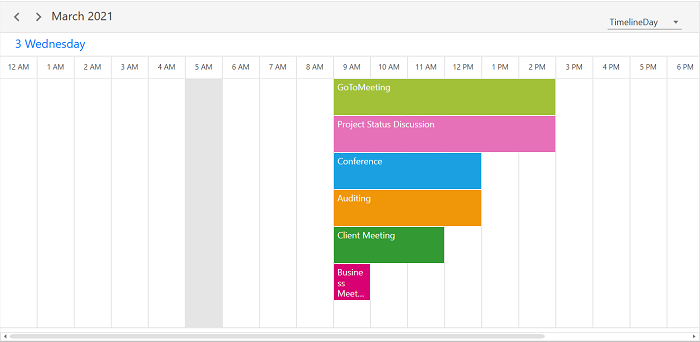 March 2021
TimelineDay
3 Wednesday
12 AM 1 AM 2 AM 3 AM 4 AM 5 AM 6 AM 7 AM 8 AM 9 AM 10 AM 11 AM 12 PM 1 PM 2 PM 3 PM 4 PM 5 PM 6 PM
GoToMeeting
Project Status Discussion
Conference
Auditing
Client Meeting
Busine
ss
Meet...